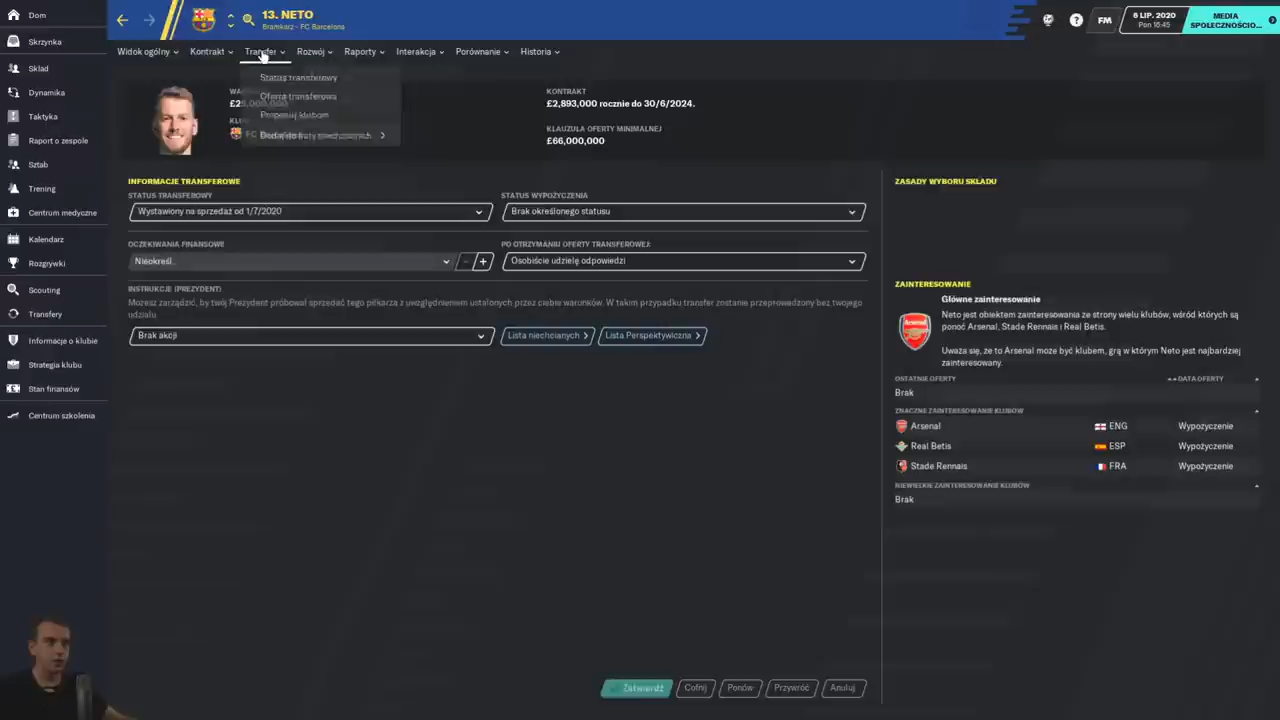 Dom
Skrzynka
Skład
Dynamika
Taktyka
Raport o zespole
Sztab
Trening
Centrum medyczne
Kalendarz
Rozgrywki
Scouting
Transfery
Informacje o klubie
Strategia klubu
Stan finansów
Centrum szkolenia
13. NETO
Bramkarz - FC Barcelona
FM
6 LIP. 2020
Pon 16:45
MEDIA
SPOŁECZNOŚCIO...
Widok ogólny
Kontrakt
Transfer
Rozwój
Raporty
Interakcja
Porównanie
Historia
Status transferowy
Oferta transferowa
Proponuj klubom
KONTRAKT
£2,893,000 rocznie do 30/6/2024.
KLAUZULA OFERTY MINIMALNEJ
£66,000,000
INFORMACJE TRANSFEROWE
STATUS TRANSFEROWY
Wystawiony na sprzedaż od 1/7/2020
STATUS WYPOŻYCZENIA
Brak określonego statusu
OCZEKIWANIA FINANSOWE
Nieokreśl.
PO OTRZYMANIU OFERTY TRANSFEROWEJ:
Osobiście udzielę odpowiedzi
INSTRUKCJE (PREZYDENT):
Możesz zarządzić, by twój Prezydent próbował sprzedać tego piłkarza z uwzględnieniem ustalonych przez ciebie warunków. W takim przypadku transfer zostanie przeprowadzony bez twojego
udziału.
Brak akcji
Lista niechcianych
Lista Perspektywiczna
Zatwierdź
Cofnij
Ponów
Przywróć
Anuluj
ZASADY WYBORU SKŁADU
ZAINTERESOWANIE
Główne zainteresowanie
Neto jest obiektem zainteresowania ze strony wielu klubów, wśród których są
ponoć Arsenal, Stade Rennais i Real Betis.
Uważa się, że to Arsenal może być klubem, grą w którym Neto jest najbardziej
zainteresowany.
OSTATNIE OFERTY
DATA OFERTY
Brak
ZNACZNE ZAINTERESOWANIE KLUBÓW
Arsenal ENG Wypożyczenie
Real Betis ESP Wypożyczenie
Stade Rennais FRA Wypożyczenie
NIEWIELKIE ZAINTERESOWANIE KLUBÓW
Brak